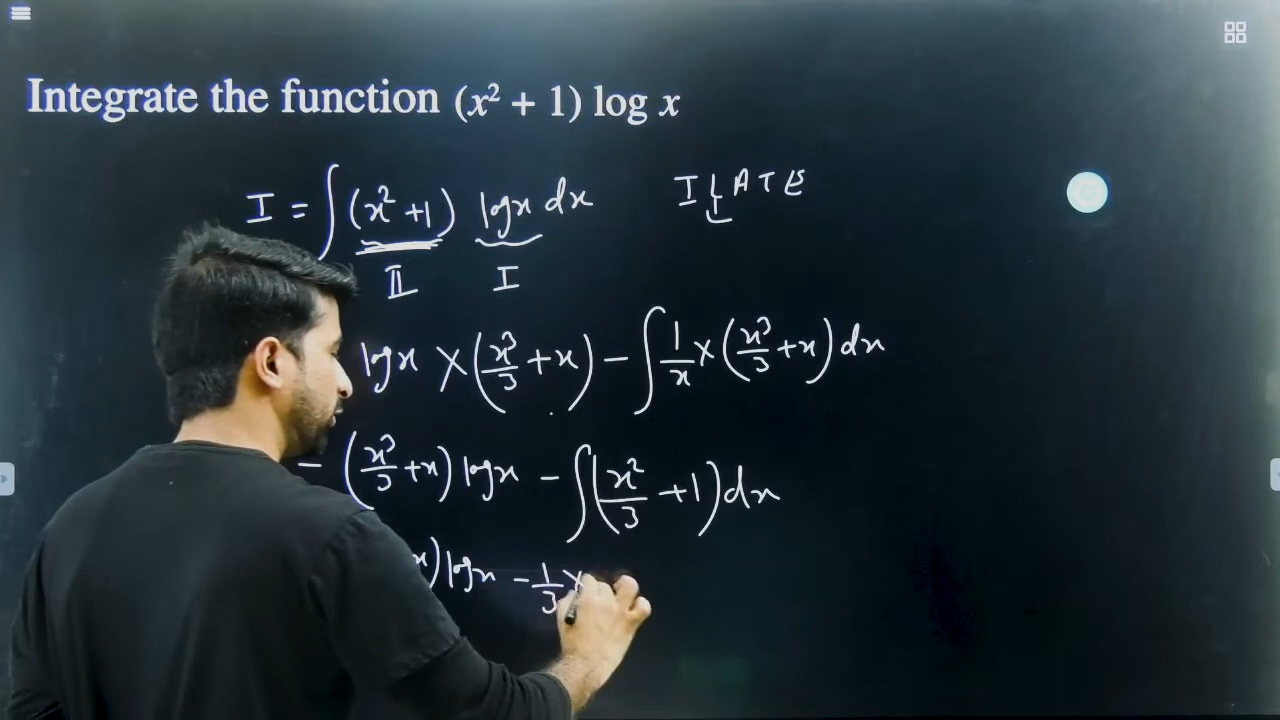 Integrate the function (x² + 1) log x
I = ∫ (x² + 1) log x dx I L A T E
II I
log x × (x³/3 + x) − ∫ 1/x × (x³/3 + x) dx
= (x³/3 + x) log x − ∫ (x²/3 + 1) dx
x) log x − 1/3 ×